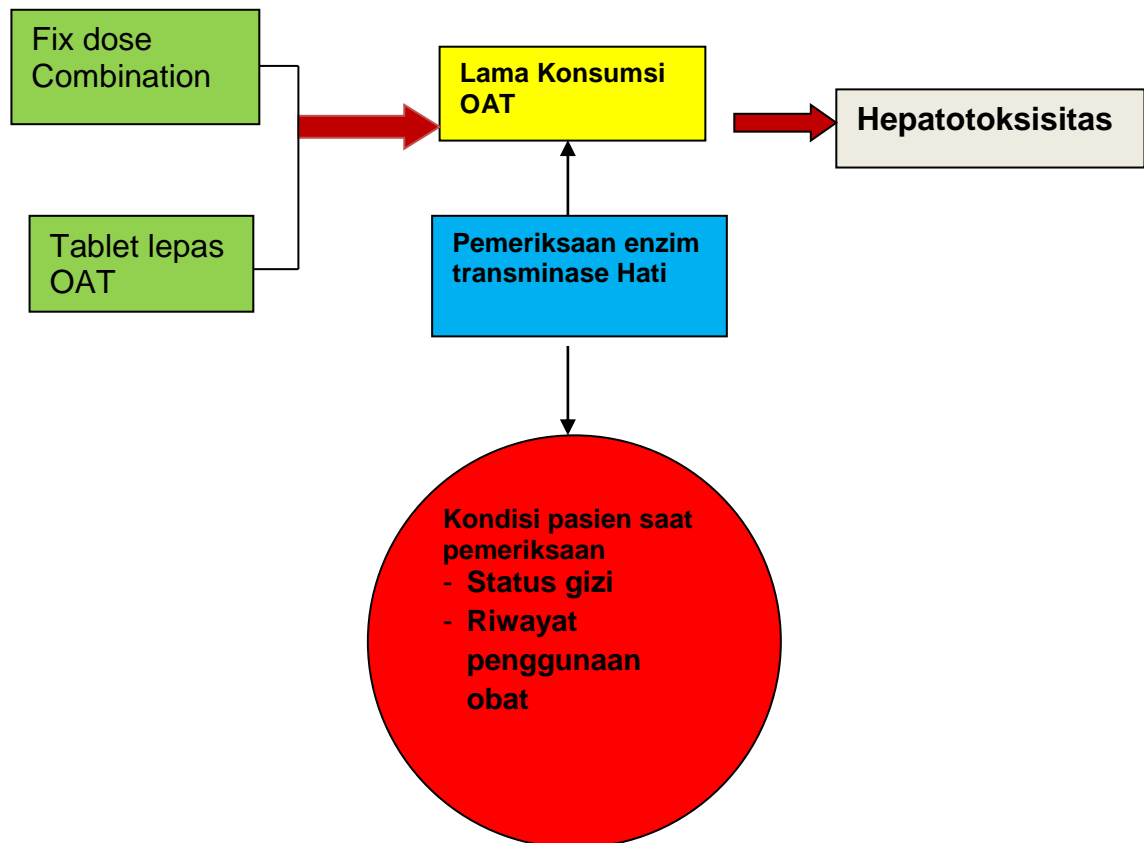 Fix dose
Combination
Lama Konsumsi
OAT
Hepatotoksisitas
Tablet lepas
OAT
Pemeriksaan enzim
transminase Hati
Kondisi pasien saat
pemeriksaan
- Status gizi
- Riwayat
penggunaan
obat